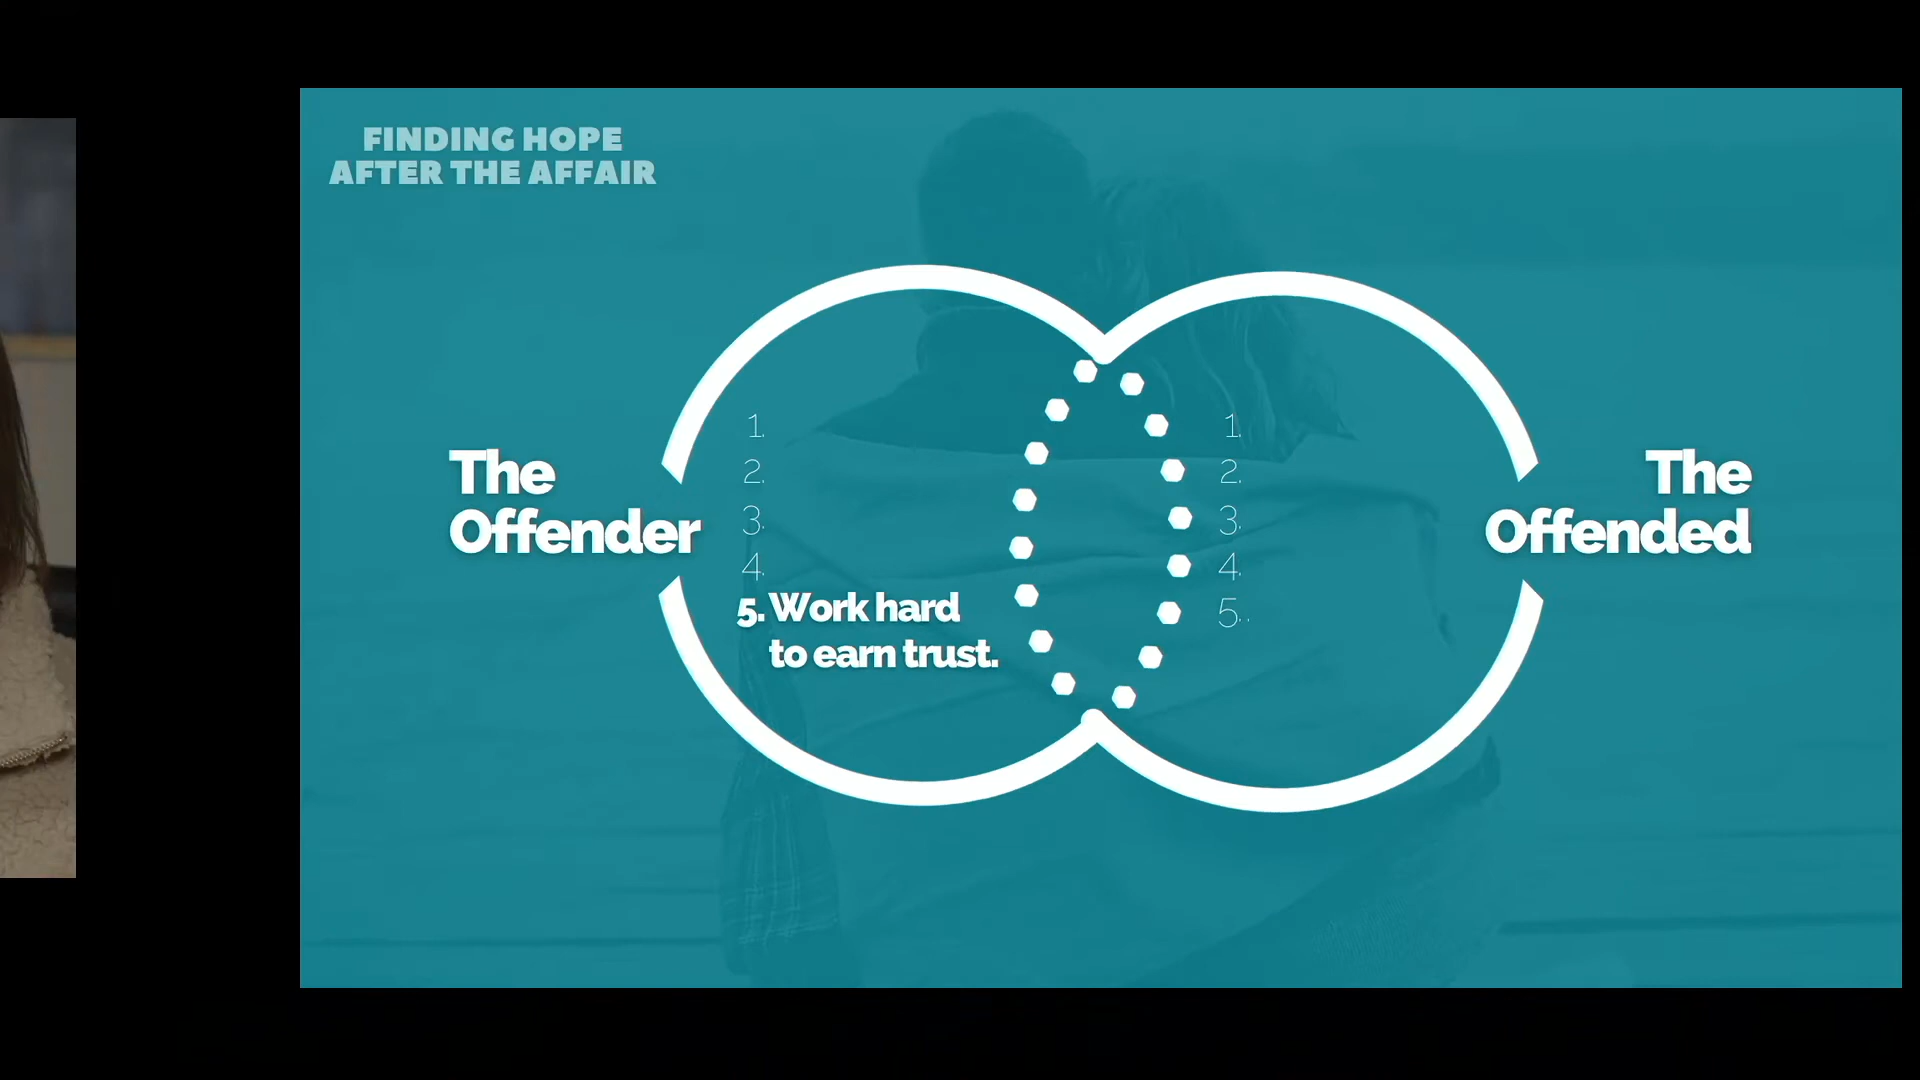 FINDING HOPE
AFTER THE AFFAIR
The
Offender
1.
2.
3.
4.
5. Work hard
to earn trust.
1.
2.
3.
4.
5..
The
Offended